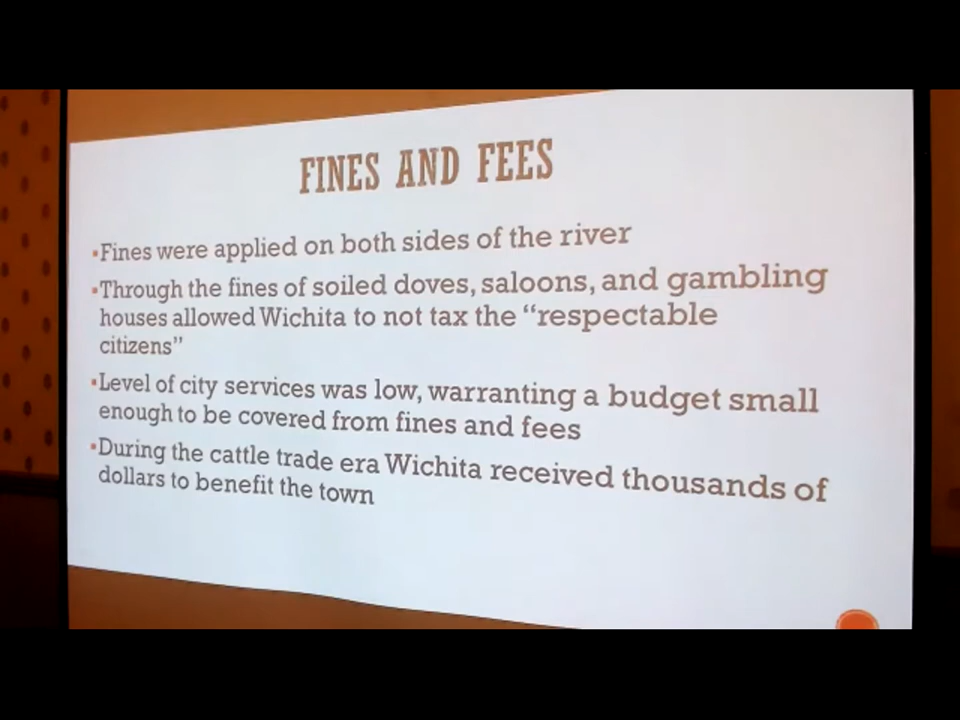 FINES AND FEES
▪Fines were applied on both sides of the river
▪Through the fines of soiled doves, saloons, and gambling
houses allowed Wichita to not tax the “respectable
citizens”
▪Level of city services was low, warranting a budget small
enough to be covered from fines and fees
▪During the cattle trade era Wichita received thousands of
dollars to benefit the town